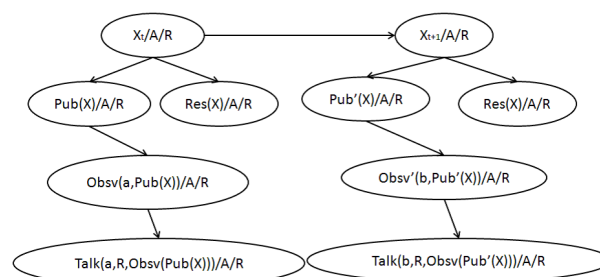 Xt/A/R
Xt+1/A/R
Pub(X)/A/R
Res(X)/A/R
Pub’(X)/A/R
Res(X)/A/R
Obsv(a,Pub(X))/A/R
Obsv’(b,Pub’(X))/A/R
Talk(a,R,Obsv(Pub(X)))/A/R
Talk(b,R,Obsv(Pub’(X)))/A/R